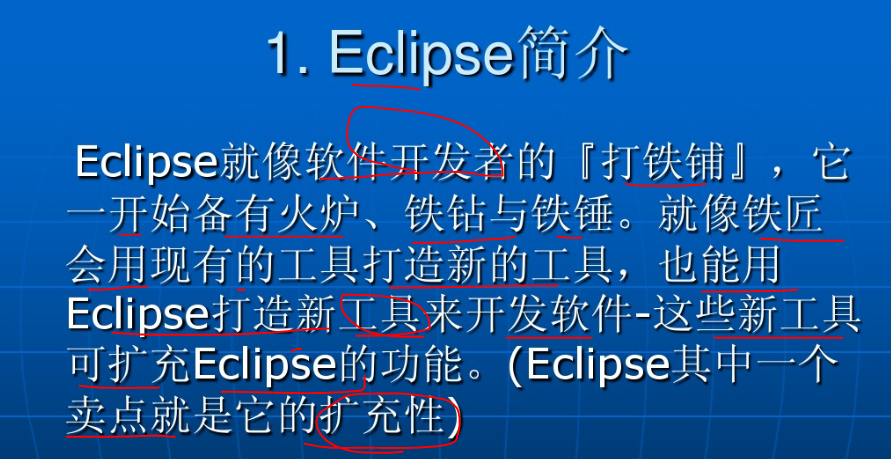 1. Eclipse简介
Eclipse就像软件开发者的『打铁铺』，它
一开始备有火炉、铁钻与铁锤。就像铁匠
会用现有的工具打造新的工具，也能用
Eclipse打造新工具来开发软件-这些新工具
可扩充Eclipse的功能。(Eclipse其中一个
卖点就是它的扩充性)